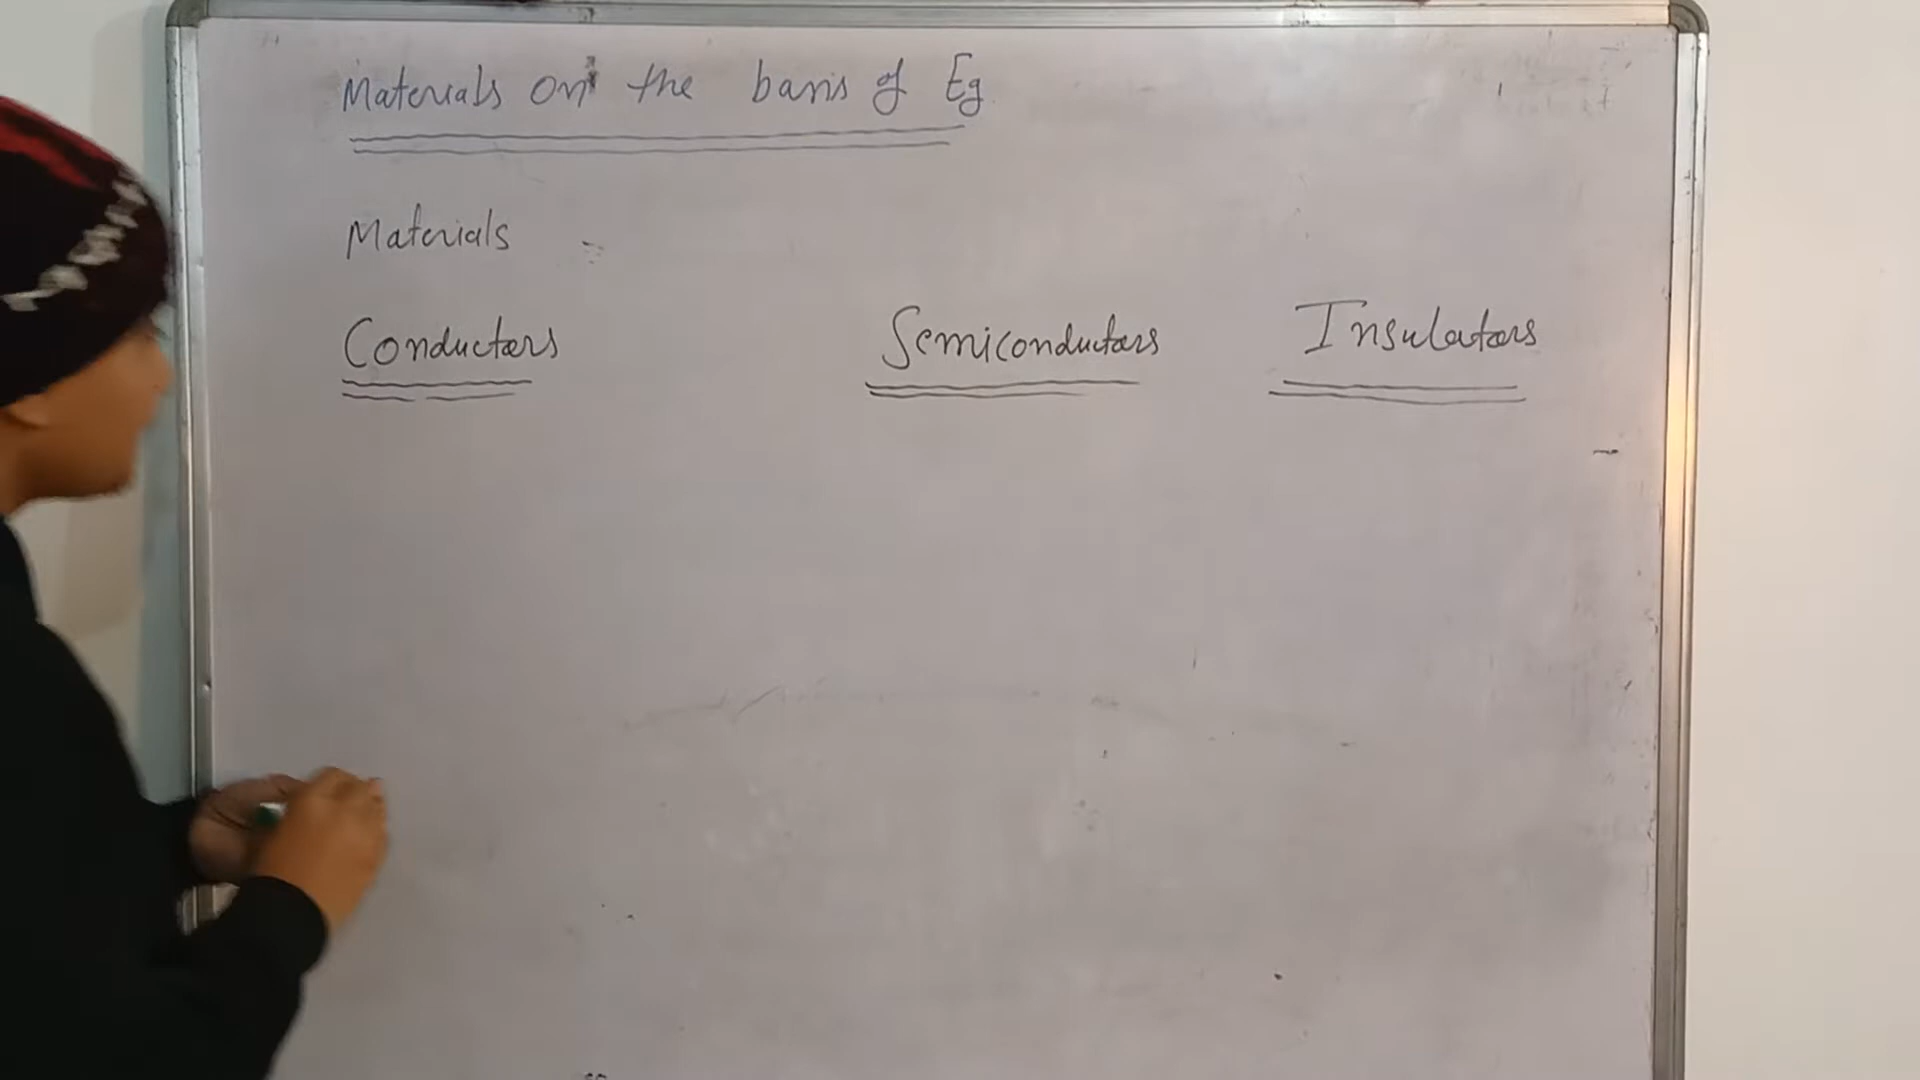 Materials on the basis of Eg
Materials
Conductors Semiconductors Insulators